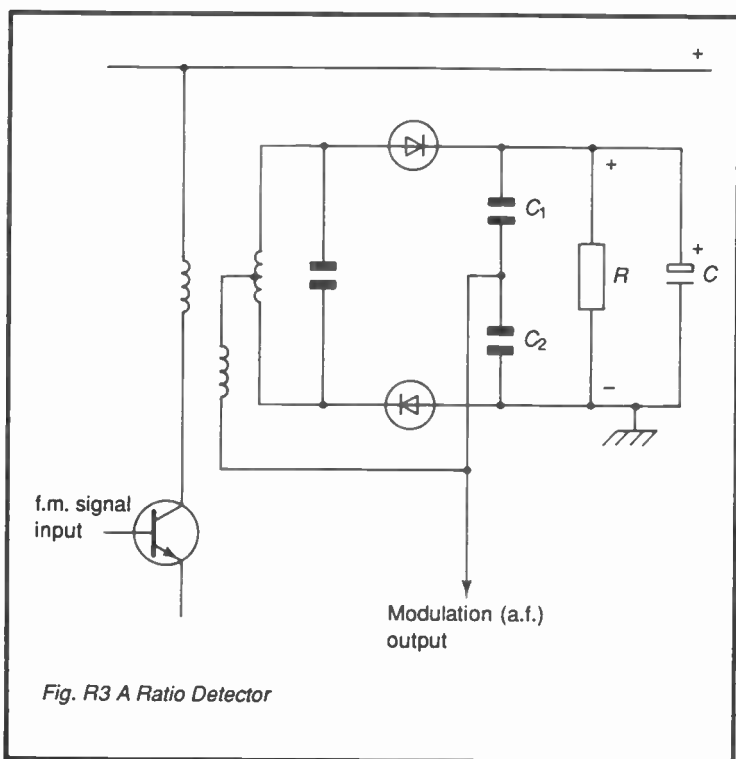 +
C₁
+
+
R
C
C₂
−
f.m. signal
input
Modulation (a.f.)
output
Fig. R3 A Ratio Detector